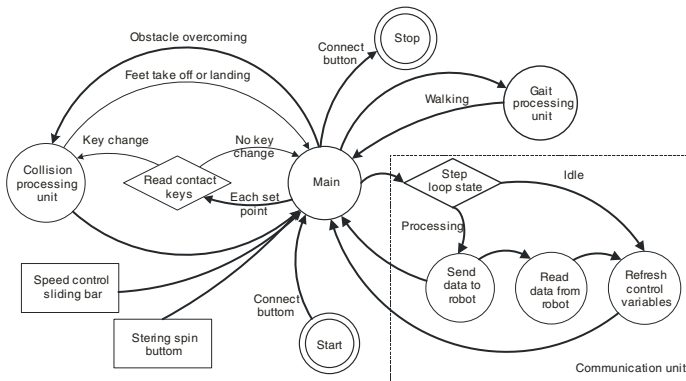 Obstacle overcoming
Connect
button
Stop
Feet take off or landing
Walking
Gait
processing
unit
Key change
No key
change
Collision
processing
unit
Read contact
keys
Each set
point
Main
Step
loop state
Idle
Processing
Send
data to
robot
Read
data from
robot
Refresh
control
variables
Speed control
sliding bar
Stering spin
buttom
Connect
buttom
Start
Communication unit